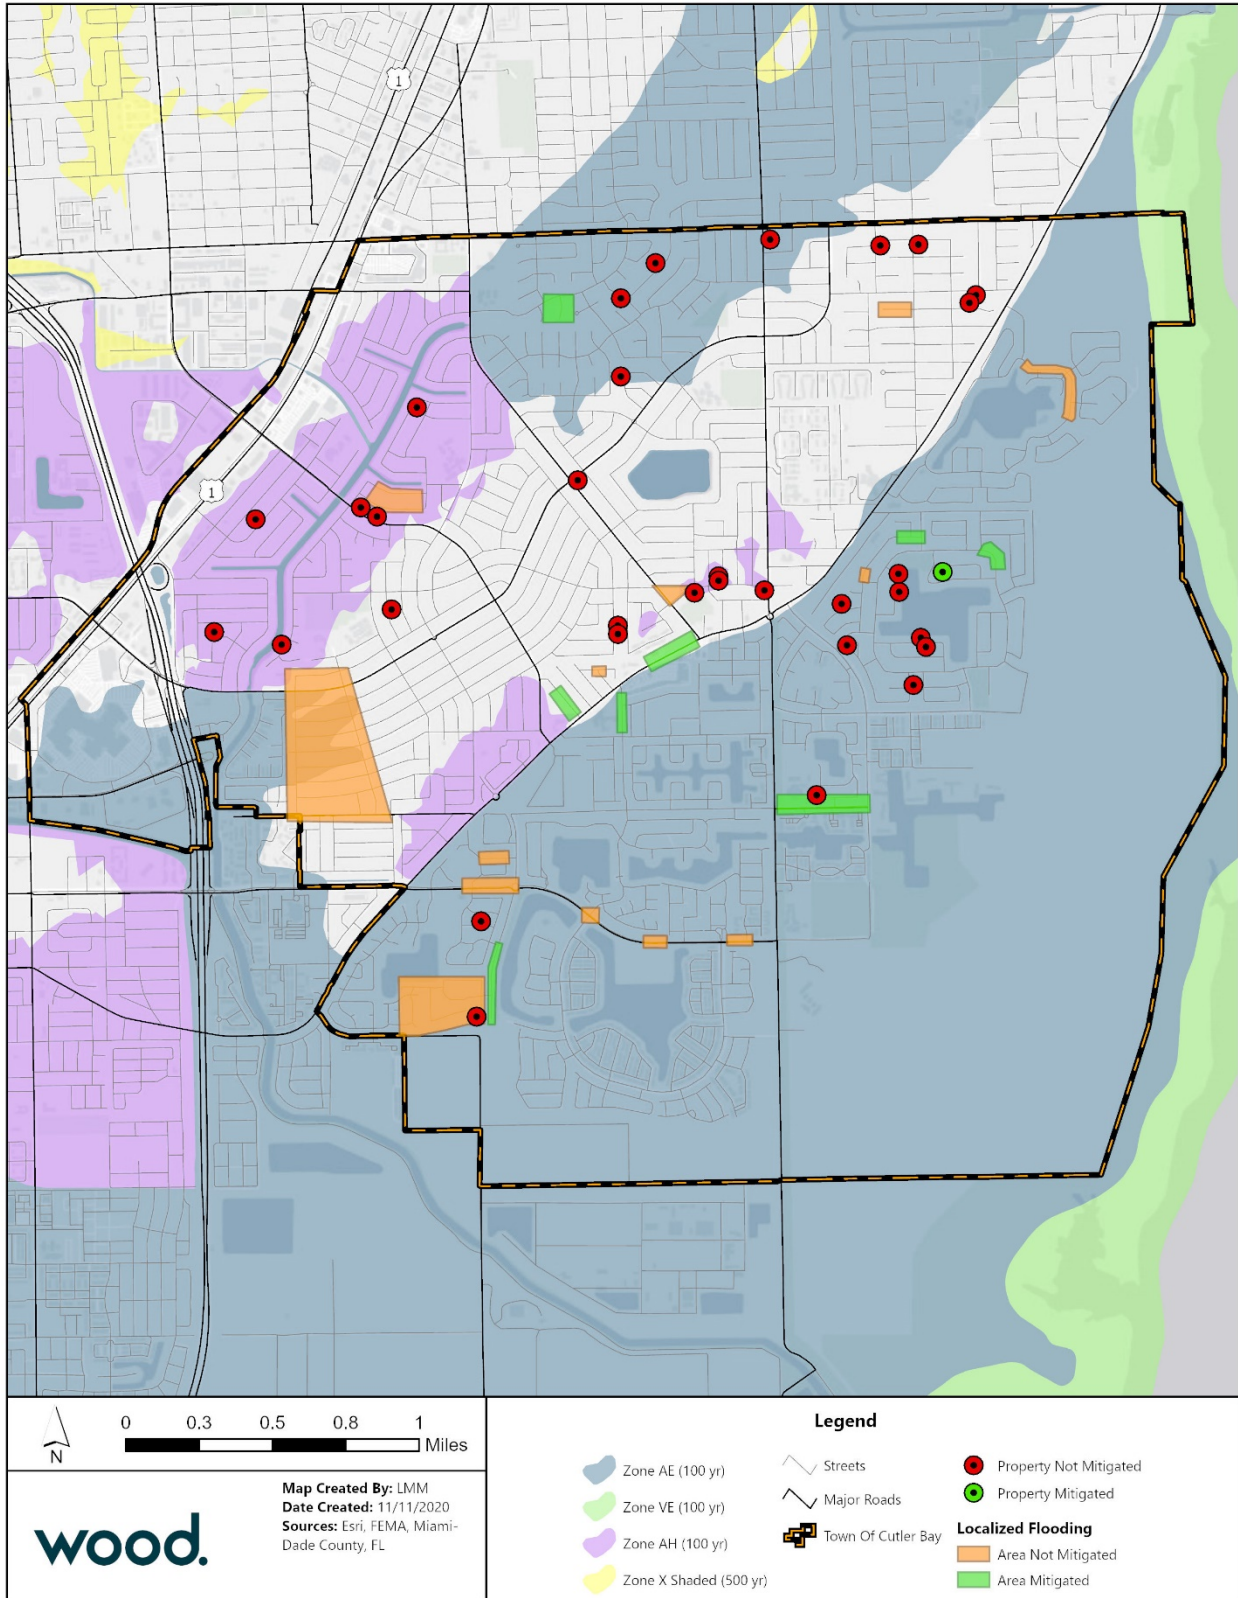 1
1
0 0.3 0.5 0.8 1
Miles
N
Map Created By: LMM
Date Created: 11/11/2020
Sources: Esri, FEMA, Miami-
Dade County, FL
wood.
Legend
Zone AE (100 yr)
Zone VE (100 yr)
Zone AH (100 yr)
Zone X Shaded (500 yr)
Streets
Major Roads
Town Of Cutler Bay
Property Not Mitigated
Property Mitigated
Localized Flooding
Area Not Mitigated
Area Mitigated